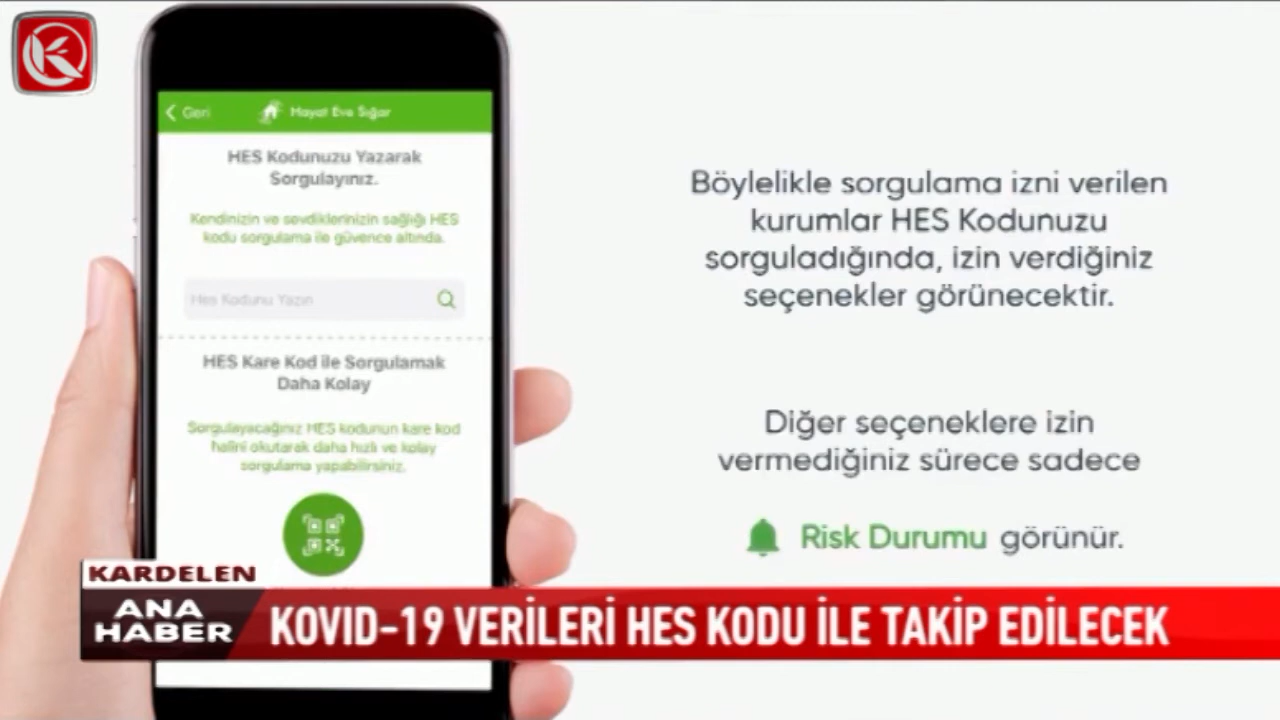 Geri
Hayat Eve Sığar
HES Kodunuzu Yazarak
Sorgulayınız.
Kendinizin ve sevdiklerinizin sağlığı HES
kodu sorgulama ile güvence altında.
Hes Kodunu Yazın
HES Kare Kod ile Sorgulamak
Daha Kolay
Sorgulayacağınız HES kodunun kare kod
halini okutarak daha hızlı ve kolay
sorgulama yapabilirsiniz.
Böylelikle sorgulama izni verilen
kurumlar HES Kodunuzu
sorguladığında, izin verdiğiniz
seçenekler görünecektir.
Diğer seçeneklere izin
vermediğiniz sürece sadece
Risk Durumu görünür.
KARDELEN
ANA
HABER
KOVID-19 VERİLERİ HES KODU İLE TAKİP EDİLECEK